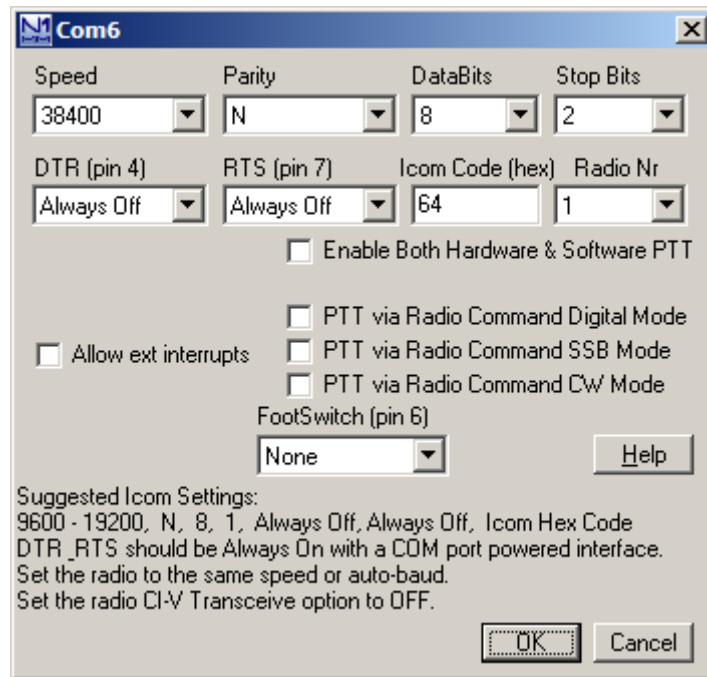 N1
Com6
Speed Parity DataBits Stop Bits
38400 N 8 2
DTR (pin 4) RTS (pin 7) Icom Code (hex) Radio Nr
Always Off Always Off 64 1
Enable Both Hardware & Software PTT
PTT via Radio Command Digital Mode
Allow ext interrupts PTT via Radio Command SSB Mode
PTT via Radio Command CW Mode
FootSwitch (pin 6)
None Help
Suggested Icom Settings:
9600 - 19200, N, 8, 1, Always Off, Always Off, Icom Hex Code
DTR_RTS should be Always On with a COM port powered interface.
Set the radio to the same speed or auto-baud.
Set the radio CI-V Transceive option to OFF.
OK Cancel